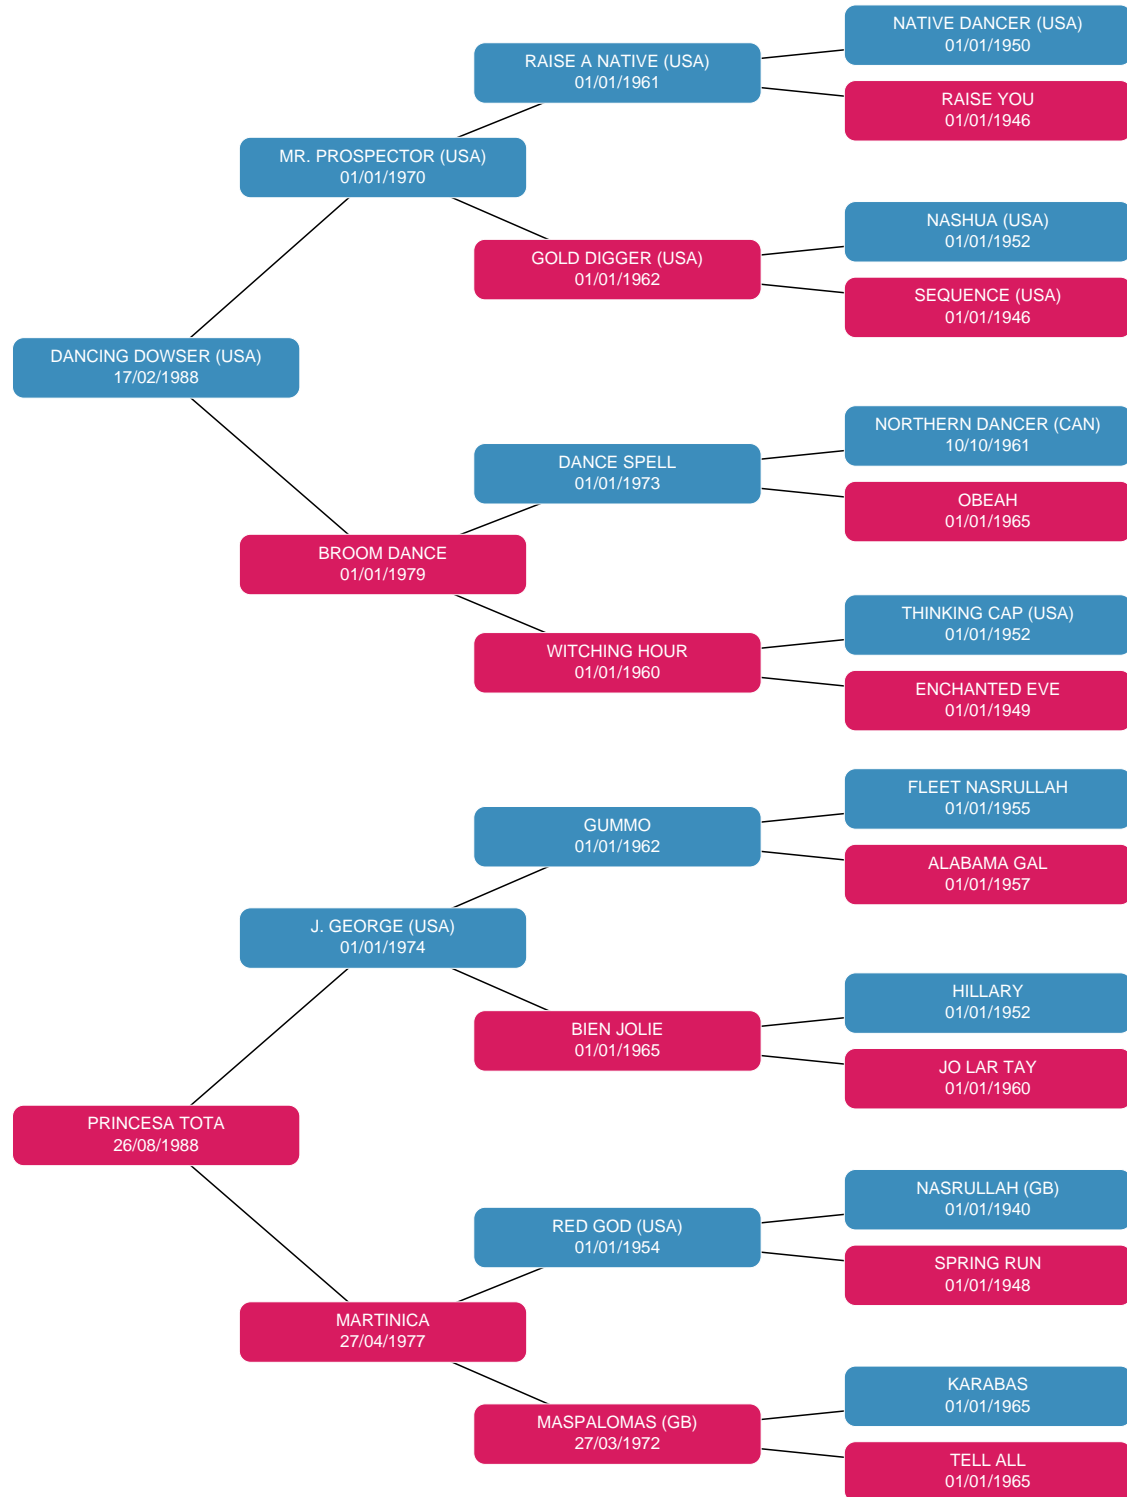 NATIVE DANCER (USA)
01/01/1950
RAISE A NATIVE (USA)
01/01/1961
RAISE YOU
01/01/1946
MR. PROSPECTOR (USA)
01/01/1970
NASHUA (USA)
01/01/1952
GOLD DIGGER (USA)
01/01/1962
SEQUENCE (USA)
01/01/1946
DANCING DOWSER (USA)
17/02/1988
NORTHERN DANCER (CAN)
10/10/1961
DANCE SPELL
01/01/1973
OBEAH
01/01/1965
BROOM DANCE
01/01/1979
THINKING CAP (USA)
01/01/1952
WITCHING HOUR
01/01/1960
ENCHANTED EVE
01/01/1949
FLEET NASRULLAH
01/01/1955
GUMMO
01/01/1962
ALABAMA GAL
01/01/1957
J. GEORGE (USA)
01/01/1974
HILLARY
01/01/1952
BIEN JOLIE
01/01/1965
JO LAR TAY
01/01/1960
PRINCESA TOTA
26/08/1988
NASRULLAH (GB)
01/01/1940
RED GOD (USA)
01/01/1954
SPRING RUN
01/01/1948
MARTINICA
27/04/1977
KARABAS
01/01/1965
MASPALOMAS (GB)
27/03/1972
TELL ALL
01/01/1965